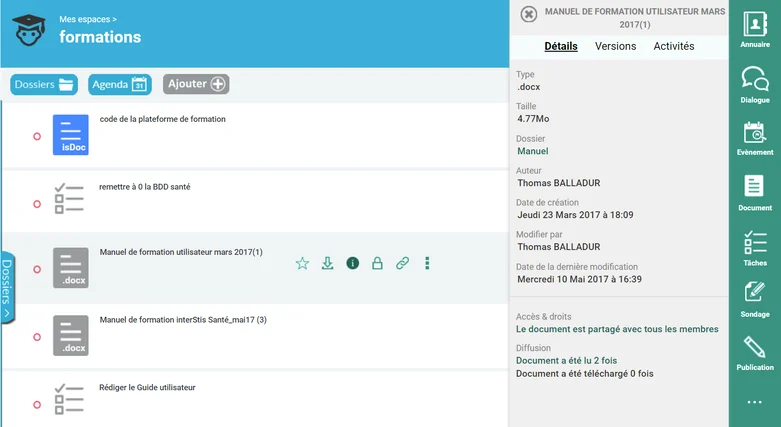 Mes espaces >
formations
Dossiers
Agenda
31
Ajouter
code de la plateforme de formation
isDoc
remettre à 0 la BDD santé
Manuel de formation utilisateur mars 2017(1)
.docx
Manuel de formation interStis Santé_mai17 (3)
.docx
Rédiger le Guide utilisateur
Dossiers >
MANUEL DE FORMATION UTILISATEUR MARS
2017(1)
Détails Versions Activités
Type
.docx
Taille
4.77Mo
Dossier
Manuel
Auteur
Thomas BALLADUR
Date de création
Jeudi 23 Mars 2017 à 18:09
Modifier par
Thomas BALLADUR
Date de la dernière modification
Mercredi 10 Mai 2017 à 16:39
Accès & droits
Le document est partagé avec tous les membres
Diffusion
Document a été lu 2 fois
Document a été téléchargé 0 fois
Annuaire
Dialogue
Evènement
Document
Tâches
Sondage
Publication
...